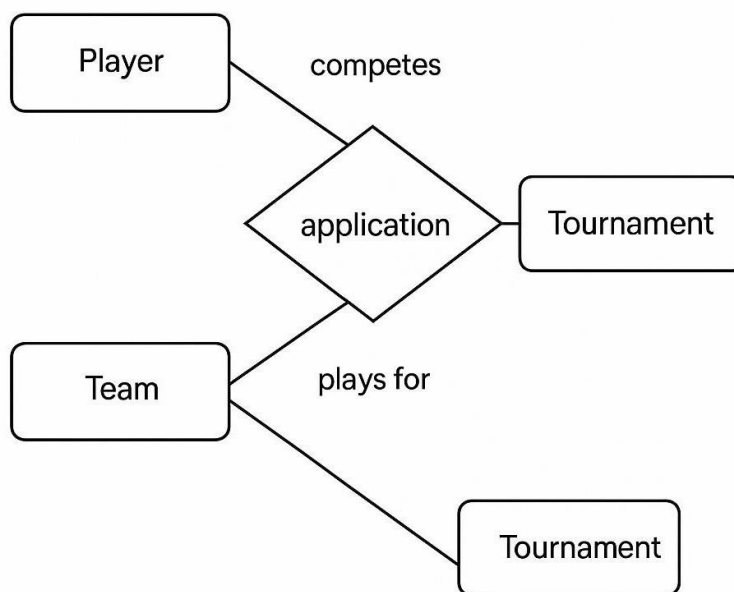 Player
competes
application
Tournament
Team
plays for
Tournament